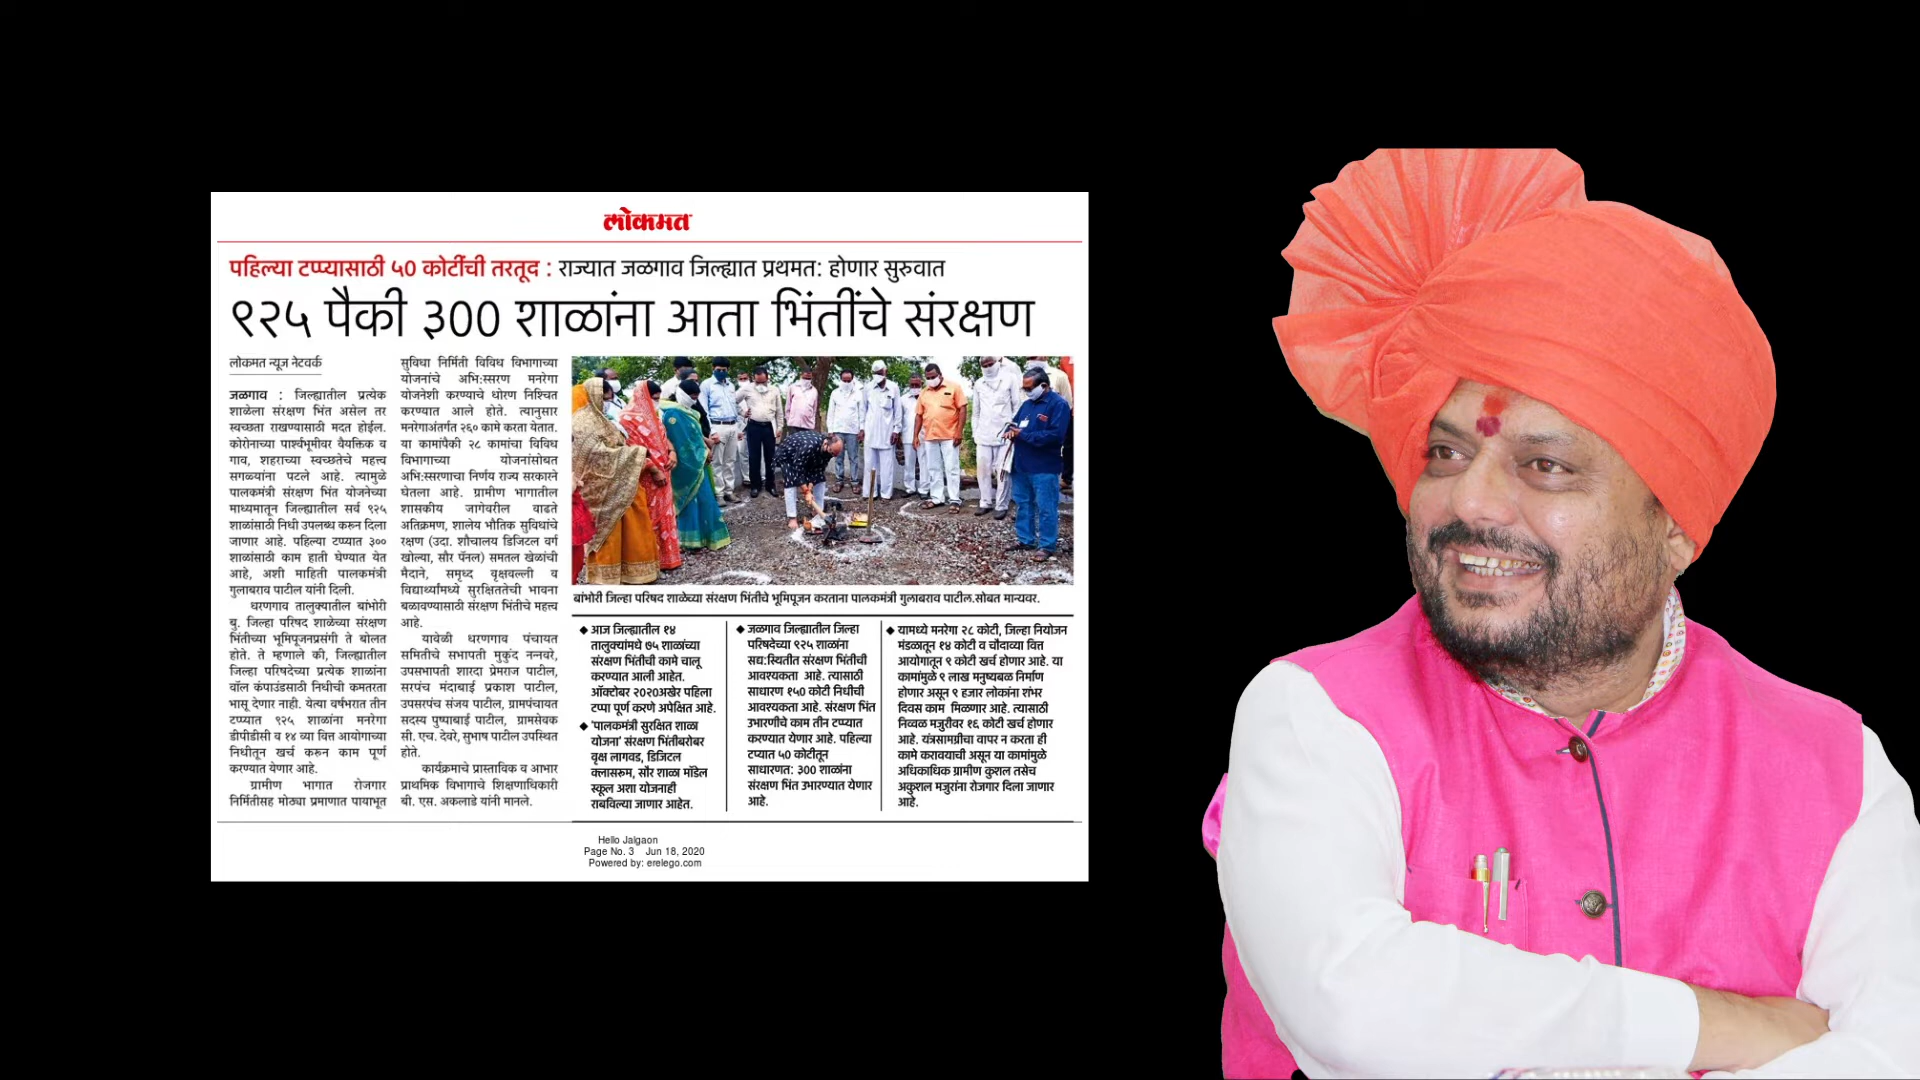 लोकमत
पहिल्या टप्प्यासाठी ५० कोटींची तरतूद : राज्यात जळगाव जिल्ह्यात प्रथमत: होणार सुरुवात
९२५ पैकी ३०० शाळांना आता भिंतींचे संरक्षण
लोकमत न्यूज नेटवर्क
जळगाव : जिल्ह्यातील प्रत्येक
शाळेला संरक्षण भिंत असेल तर
स्वच्छता राखण्यासाठी मदत होईल.
कोरोनाच्या पार्श्वभूमीवर वैयक्तिक व
गाव, शहराच्या स्वच्छतेचे महत्त्व
सगळ्यांना पटले आहे. त्यामुळे
पालकमंत्री संरक्षण भिंत योजनेच्या
माध्यमातून जिल्ह्यातील सर्व ९२५
शाळांसाठी निधी उपलब्ध करून दिला
जाणार आहे. पहिल्या टप्प्यात ३००
शाळांसाठी काम हाती घेण्यात येत
आहे, अशी माहिती पालकमंत्री
गुलाबराव पाटील यांनी दिली.
धरणगाव तालुक्यातील बांभोरी
बु. जिल्हा परिषद शाळेच्या संरक्षण
भिंतीच्या भूमिपूजनप्रसंगी ते बोलत
होते. ते म्हणाले की, जिल्ह्यातील
जिल्हा परिषदेच्या प्रत्येक शाळांना
वॉल कंपाउंडसाठी निधीची कमतरता
भासू देणार नाही. येत्या वर्षभरात तीन
टप्प्यात ९२५ शाळांना मनरेगा
डीपीडीसी व १४ व्या वित्त आयोगाच्या
निधीतून खर्च करून काम पूर्ण
करण्यात येणार आहे.
ग्रामीण भागात रोजगार
निर्मितीसह मोठ्या प्रमाणात पायाभूत
सुविधा निर्मिती विविध विभागाच्या
योजनांचे अभि:स्सरण मनरेगा
योजनेशी करण्याचे धोरण निश्चित
करण्यात आले होते. त्यानुसार
मनरेगाअंतर्गत २६० कामे करता येतात.
या कामांपैकी २८ कामांचा विविध
विभागाच्या योजनांसोबत
अभि:स्सरणाचा निर्णय राज्य सरकारने
घेतला आहे. ग्रामीण भागातील
शासकीय जागेवरील वाढते
अतिक्रमण, शालेय भौतिक सुविधांचे
रक्षण (उदा. शौचालय डिजिटल वर्ग
खोल्या, सौर पॅनल) समतल खेळांची
मैदाने, समृध्द वृक्षवल्ली व
विद्यार्थ्यांमध्ये सुरक्षिततेची भावना
बळावण्यासाठी संरक्षण भिंतीचे महत्व
आहे.
यावेळी धरणगाव पंचायत
समितीचे सभापती मुकुंद नन्नवरे,
उपसभापती शारदा प्रेमराज पाटील,
सरपंच मंदाबाई प्रकाश पाटील,
उपसरपंच संजय पाटील, ग्रामपंचायत
सदस्य पुष्पाबाई पाटील, ग्रामसेवक
सी. एच. देवरे, सुभाष पाटील उपस्थित
होते.
कार्यक्रमाचे प्रास्ताविक व आभार
प्राथमिक विभागाचे शिक्षणाधिकारी
बी. एस. अकलाडे यांनी मानले.
बांभोरी जिल्हा परिषद शाळेच्या संरक्षण भिंतीचे भूमिपूजन करताना पालकमंत्री गुलाबराव पाटील.सोबत मान्यवर.
◆ आज जिल्ह्यातील १४
तालुक्यांमधे ७५ शाळांच्या
संरक्षण भिंतीची कामे चालू
करण्यात आली आहेत.
ऑक्टोबर २०२०अखेर पहिला
टप्पा पूर्ण करणे अपेक्षित आहे.
◆ 'पालकमंत्री सुरक्षित शाळा
योजना' संरक्षण भिंतीबरोबर
वृक्ष लागवड, डिजिटल
क्लासरूम, सौर शाळा मॉडेल
स्कूल अशा योजनाही
राबविल्या जाणार आहेत.
◆ जळगाव जिल्ह्यातील जिल्हा
परिषदेच्या ९२५ शाळांना
सद्य:स्थितीत संरक्षण भिंतीची
आवश्यकता आहे. त्यासाठी
साधारण १५० कोटी निधीची
आवश्यकता आहे. संरक्षण भिंत
उभारणीचे काम तीन टप्प्यात
करण्यात येणार आहे. पहिल्या
टप्यात ५० कोटीतून
साधारणत: ३०० शाळांना
संरक्षण भिंत उभारण्यात येणार
आहे.
◆ यामध्ये मनरेगा २८ कोटी, जिल्हा नियोजन
मंडळातून १४ कोटी व चौदाव्या वित्त
आयोगातून ९ कोटी खर्च होणार आहे. या
कामांमुळे ९ लाख मनुष्यबळ निर्माण
होणार असून ९ हजार लोकांना शंभर
दिवस काम मिळणार आहे. त्यासाठी
निव्वळ मजुरीवर १६ कोटी खर्च होणार
आहे. यंत्रसामग्रीचा वापर न करता ही
कामे करावयाची असून या कामांमुळे
अधिकाधिक ग्रामीण कुशल तसेच
अकुशल मजुरांना रोजगार दिला जाणार
आहे.
Hello Jalgaon
Page No. 3 Jun 18, 2020
Powered by: erelego.com